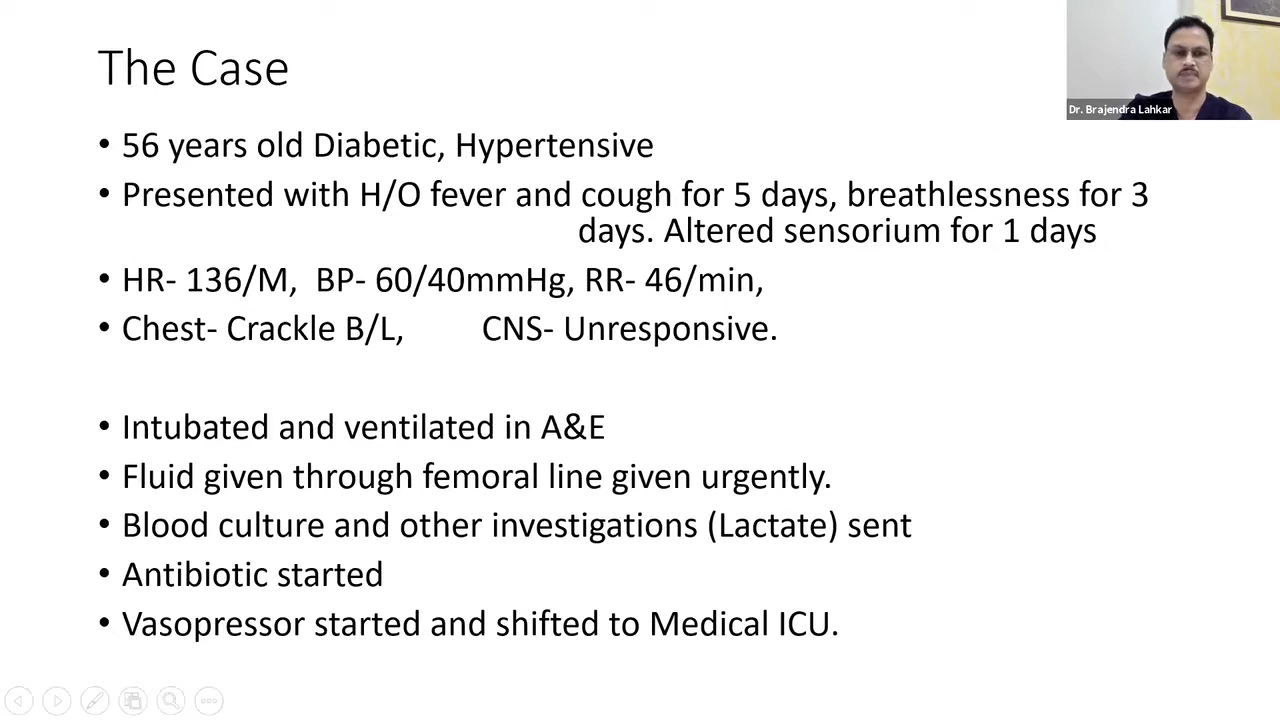 The Case
Dr. Brajendra Lahkar
• 56 years old Diabetic, Hypertensive
• Presented with H/O fever and cough for 5 days, breathlessness for 3
days. Altered sensorium for 1 days
• HR- 136/M, BP- 60/40mmHg, RR- 46/min,
• Chest- Crackle B/L, CNS- Unresponsive.
• Intubated and ventilated in A&E
• Fluid given through femoral line given urgently.
• Blood culture and other investigations (Lactate) sent
• Antibiotic started
• Vasopressor started and shifted to Medical ICU.